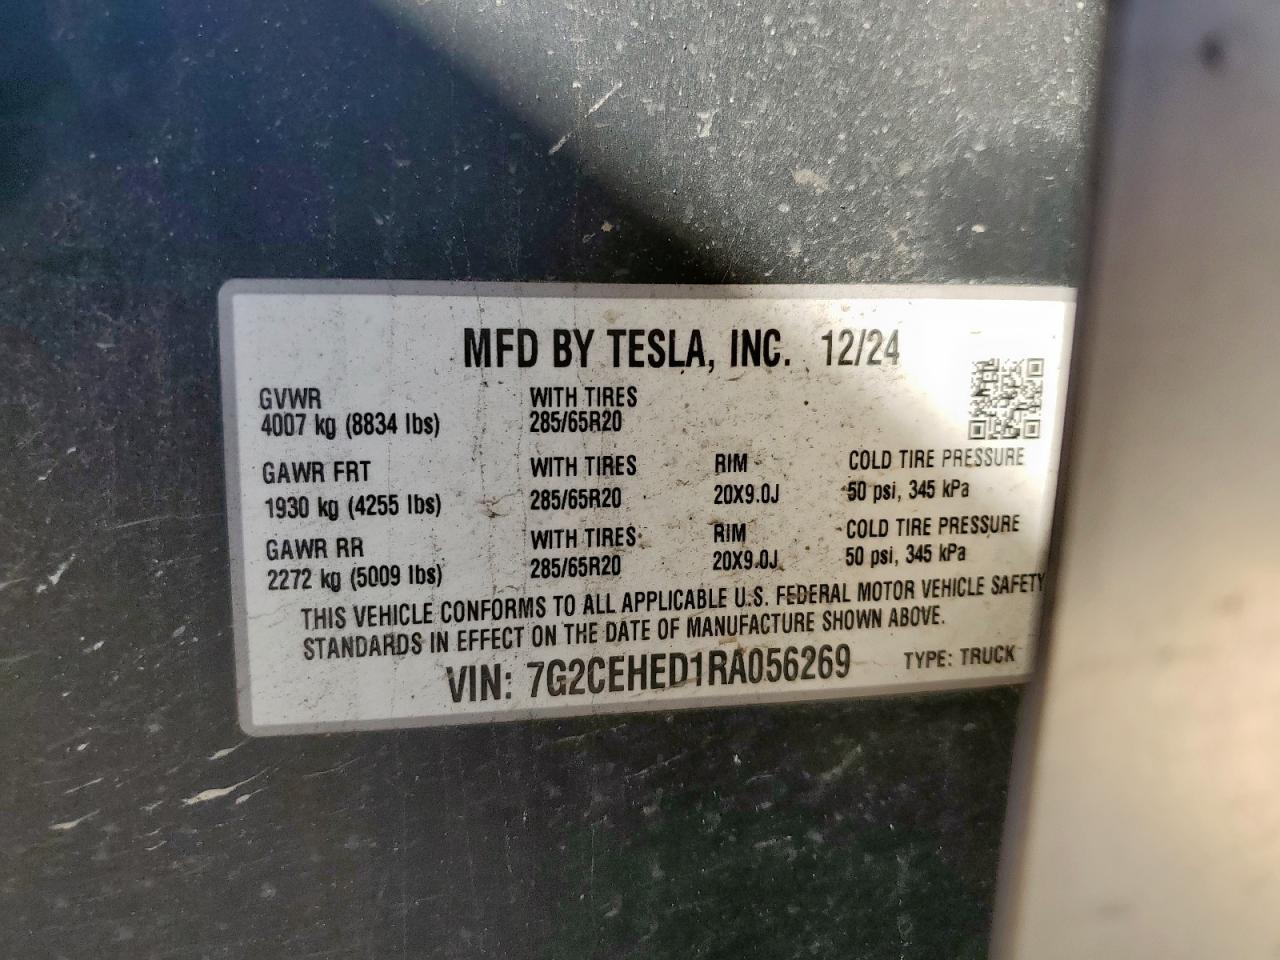 MFD BY TESLA, INC. 12/24
GVWR WITH TIRES
4007 kg (8834 lbs) 285/65R20
GAWR FRT WITH TIRES RIM COLD TIRE PRESSURE
1930 kg (4255 lbs) 285/65R20 20X9.0J 50 psi, 345 kPa
GAWR RR WITH TIRES RIM COLD TIRE PRESSURE
2272 kg (5009 lbs) 285/65R20 20X9.0J 50 psi, 345 kPa
THIS VEHICLE CONFORMS TO ALL APPLICABLE U.S. FEDERAL MOTOR VEHICLE SAFETY
STANDARDS IN EFFECT ON THE DATE OF MANUFACTURE SHOWN ABOVE.
VIN: 7G2CEHED1RA056269 TYPE: TRUCK